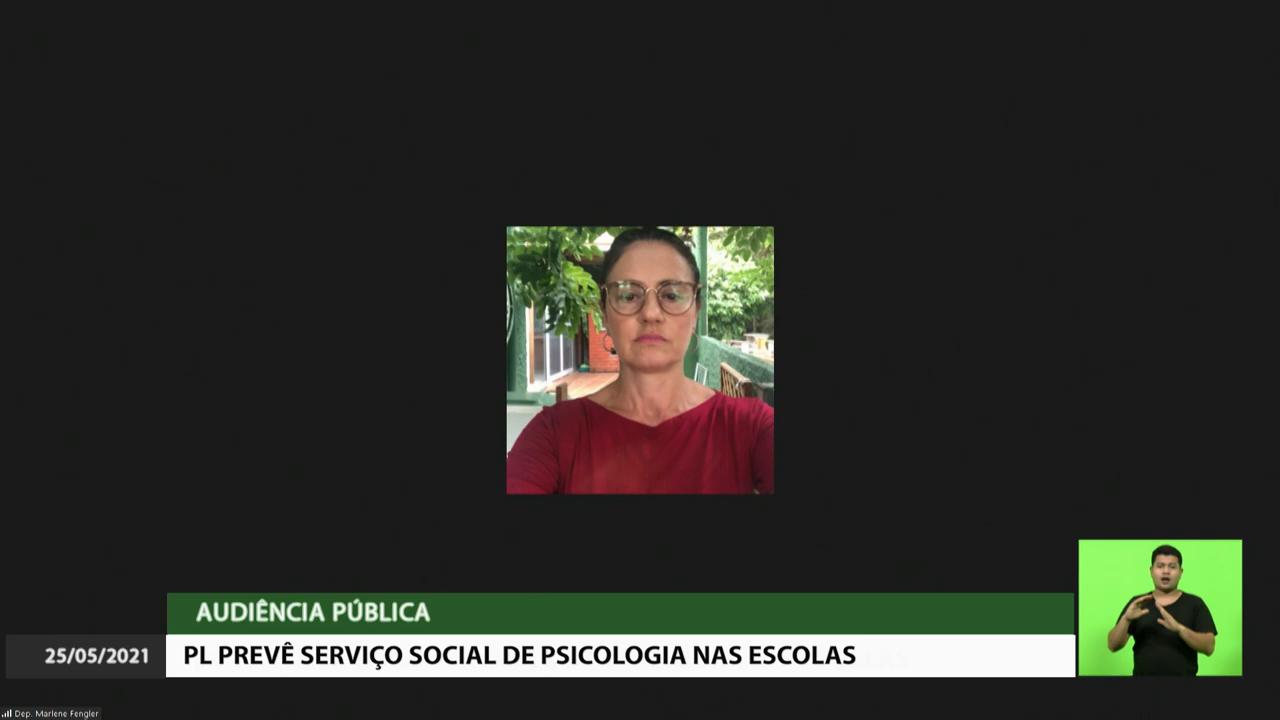 AUDIÊNCIA PÚBLICA
25/05/2021
PL PREVÊ SERVIÇO SOCIAL DE PSICOLOGIA NAS ESCOLAS
Dep. Marlene Fengler